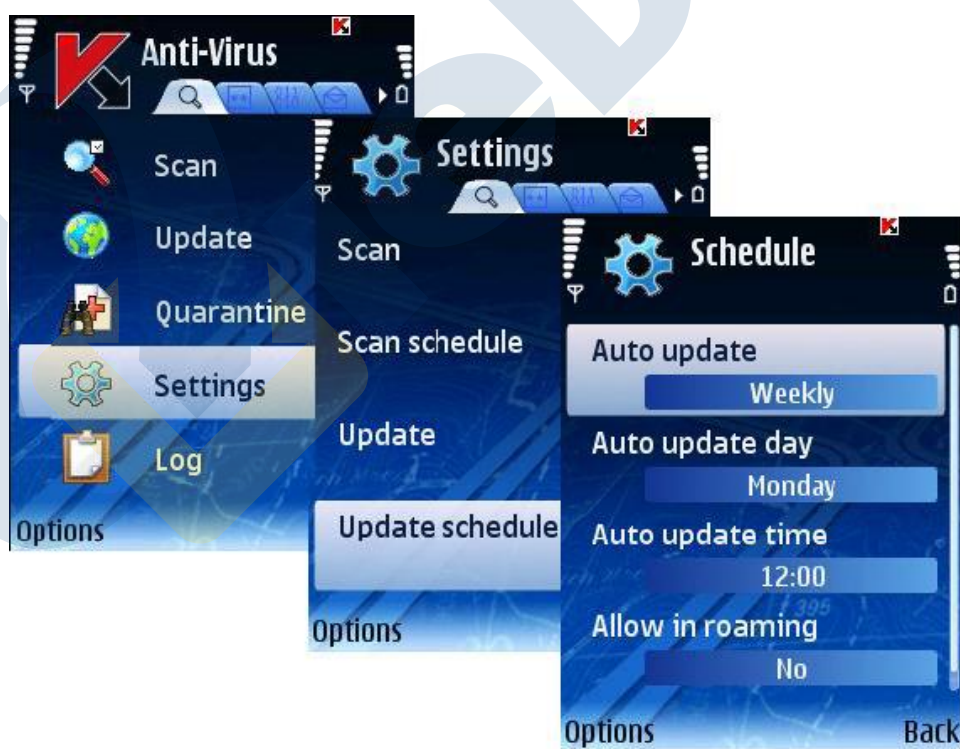 Anti-Virus
Scan
Update
Quarantine
Settings
Log
Options
Settings
Scan
Scan schedule
Update
Update schedule
Options
Schedule
Auto update
Weekly
Auto update day
Monday
Auto update time
12:00
Allow in roaming
No
Options Back